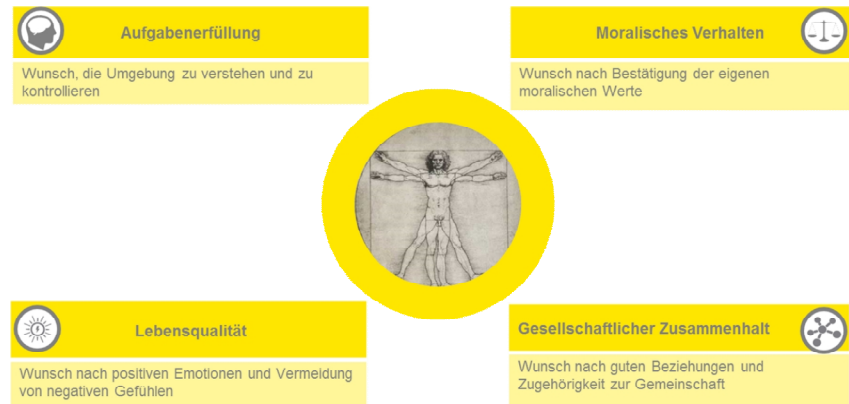 Aufgabenerfüllung
Wunsch, die Umgebung zu verstehen und zu
kontrollieren
Moralisches Verhalten
Wunsch nach Bestätigung der eigenen
moralischen Werte
Lebensqualität
Wunsch nach positiven Emotionen und Vermeidung
von negativen Gefühlen
Gesellschaftlicher Zusammenhalt
Wunsch nach guten Beziehungen und
Zugehörigkeit zur Gemeinschaft